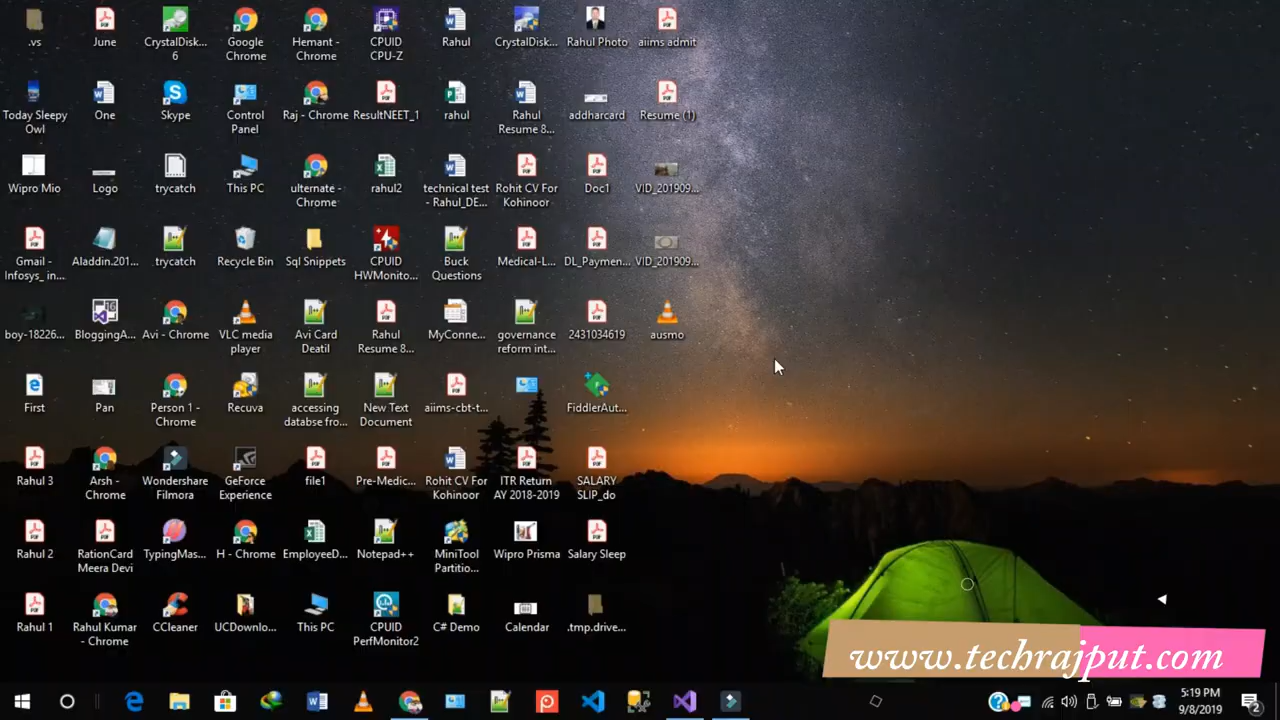 .vs
June
CrystalDisk...
6
Google
Chrome
Hemant -
Chrome
CPUID
CPU-Z
Rahul
CrystalDisk...
Rahul Photo
aiims admit
Today Sleepy
Owl
One
Skype
Control
Panel
Raj - Chrome
ResultNEET_1
rahul
Rahul
Resume 8...
addharcard
Resume (1)
Wipro Mio
Logo
trycatch
This PC
ulternate -
Chrome
rahul2
technical test
- Rahul_DE...
Rohit CV For
Kohinoor
Doc1
VID_201909...
Gmail -
Infosys_ in...
Aladdin.201...
trycatch
Recycle Bin
Sql Snippets
CPUID
HWMonito...
Buck
Questions
Medical-L...
DL_Paymen...
VID_201909...
boy-18226...
BloggingA...
Avi - Chrome
VLC media
player
Avi Card
Deatil
Rahul
Resume 8...
MyConne...
governance
reform int...
2431034619
ausmo
First
Pan
Person 1 -
Chrome
Recuva
accessing
databse fro...
New Text
Document
aiims-cbt-t...
FiddlerAut...
Rahul 3
Arsh -
Chrome
Wondershare
Filmora
GeForce
Experience
file1
Pre-Medic...
Rohit CV For
Kohinoor
ITR Return
AY 2018-2019
SALARY
SLIP_do
Rahul 2
RationCard
Meera Devi
TypingMas...
H - Chrome
EmployeeD...
Notepad++
MiniTool
Partitio...
Wipro Prisma
Salary Sleep
Rahul 1
Rahul Kumar
- Chrome
CCleaner
UCDownlo...
This PC
CPUID
PerfMonitor2
C# Demo
Calendar
.tmp.drive...
www.techrajput.com
5:19 PM
9/8/2019
2